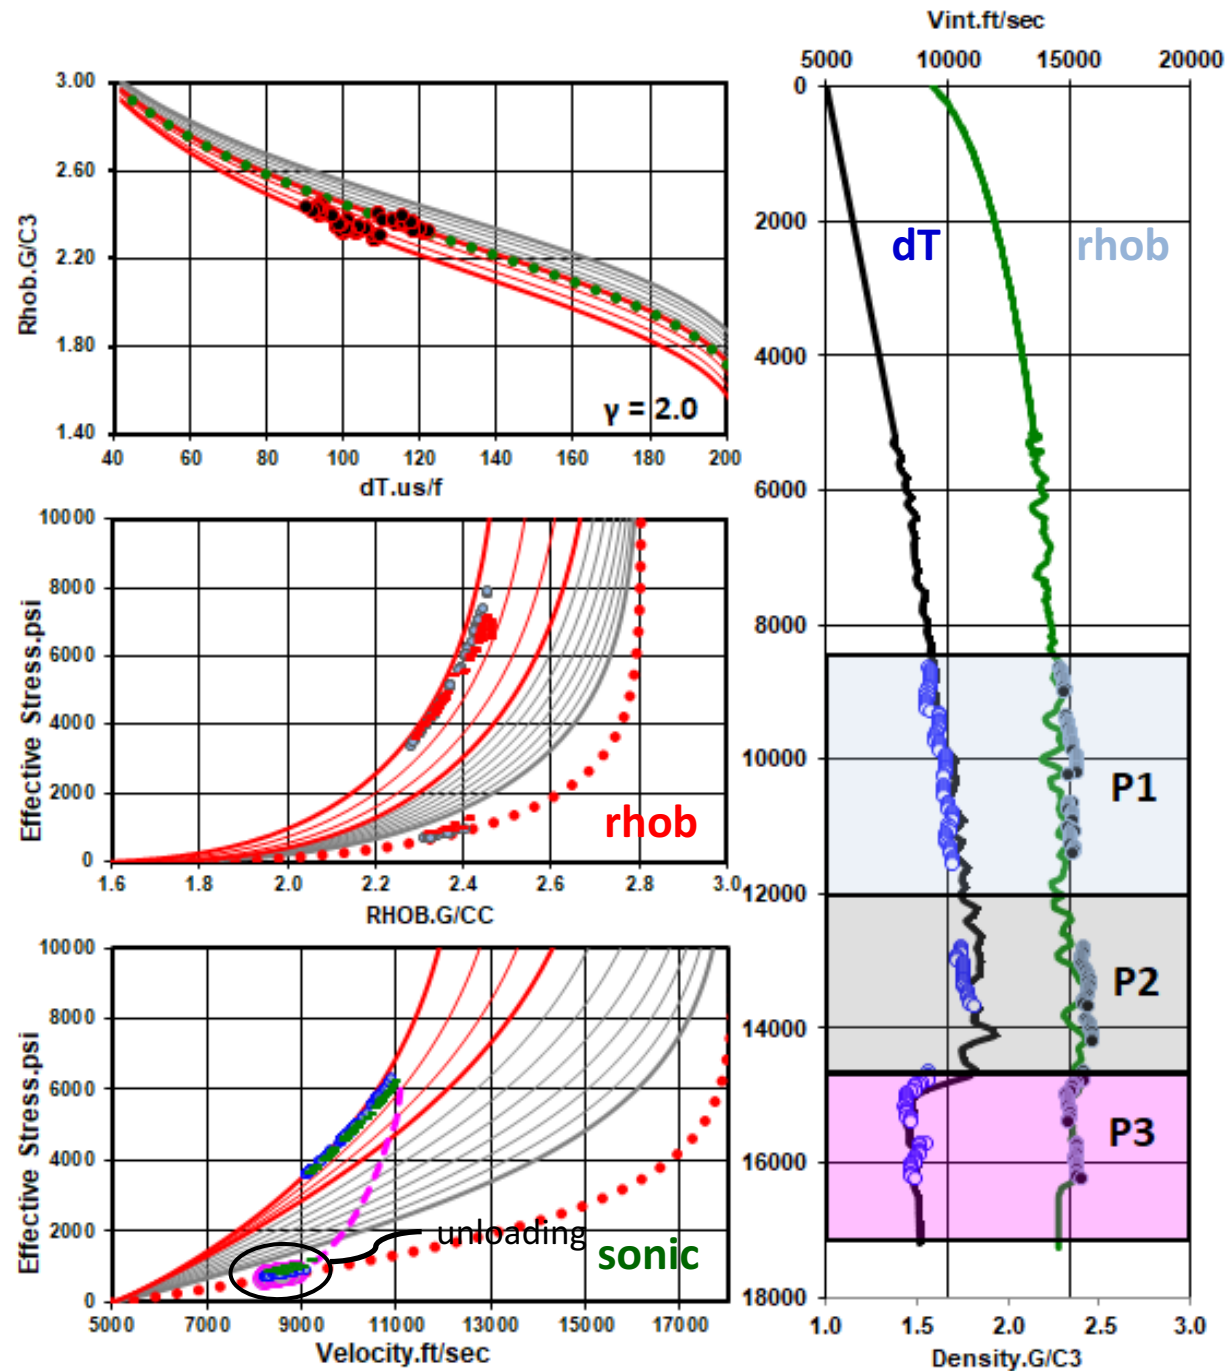 3.00
2.60
2.20
1.80
1.40
Rhob.G/C3
40 60 80 100 120 140 160 180 200
dT.us/f
γ = 2.0
10000
8000
6000
4000
2000
0
Effective Stress.psi
1.6 1.8 2.0 2.2 2.4 2.6 2.8 3.0
RHOB.G/CC
rhob
10000
8000
6000
4000
2000
0
Effective Stress.psi
5000 7000 9000 11000 13000 15000 17000
Velocity.ft/sec
unloading
sonic
Vint.ft/sec
5000 10000 15000 20000
0
2000
4000
6000
8000
10000
12000
14000
16000
18000
dT
rhob
P1
P2
P3
1.0 1.5 2.0 2.5 3.0
Density.G/C3